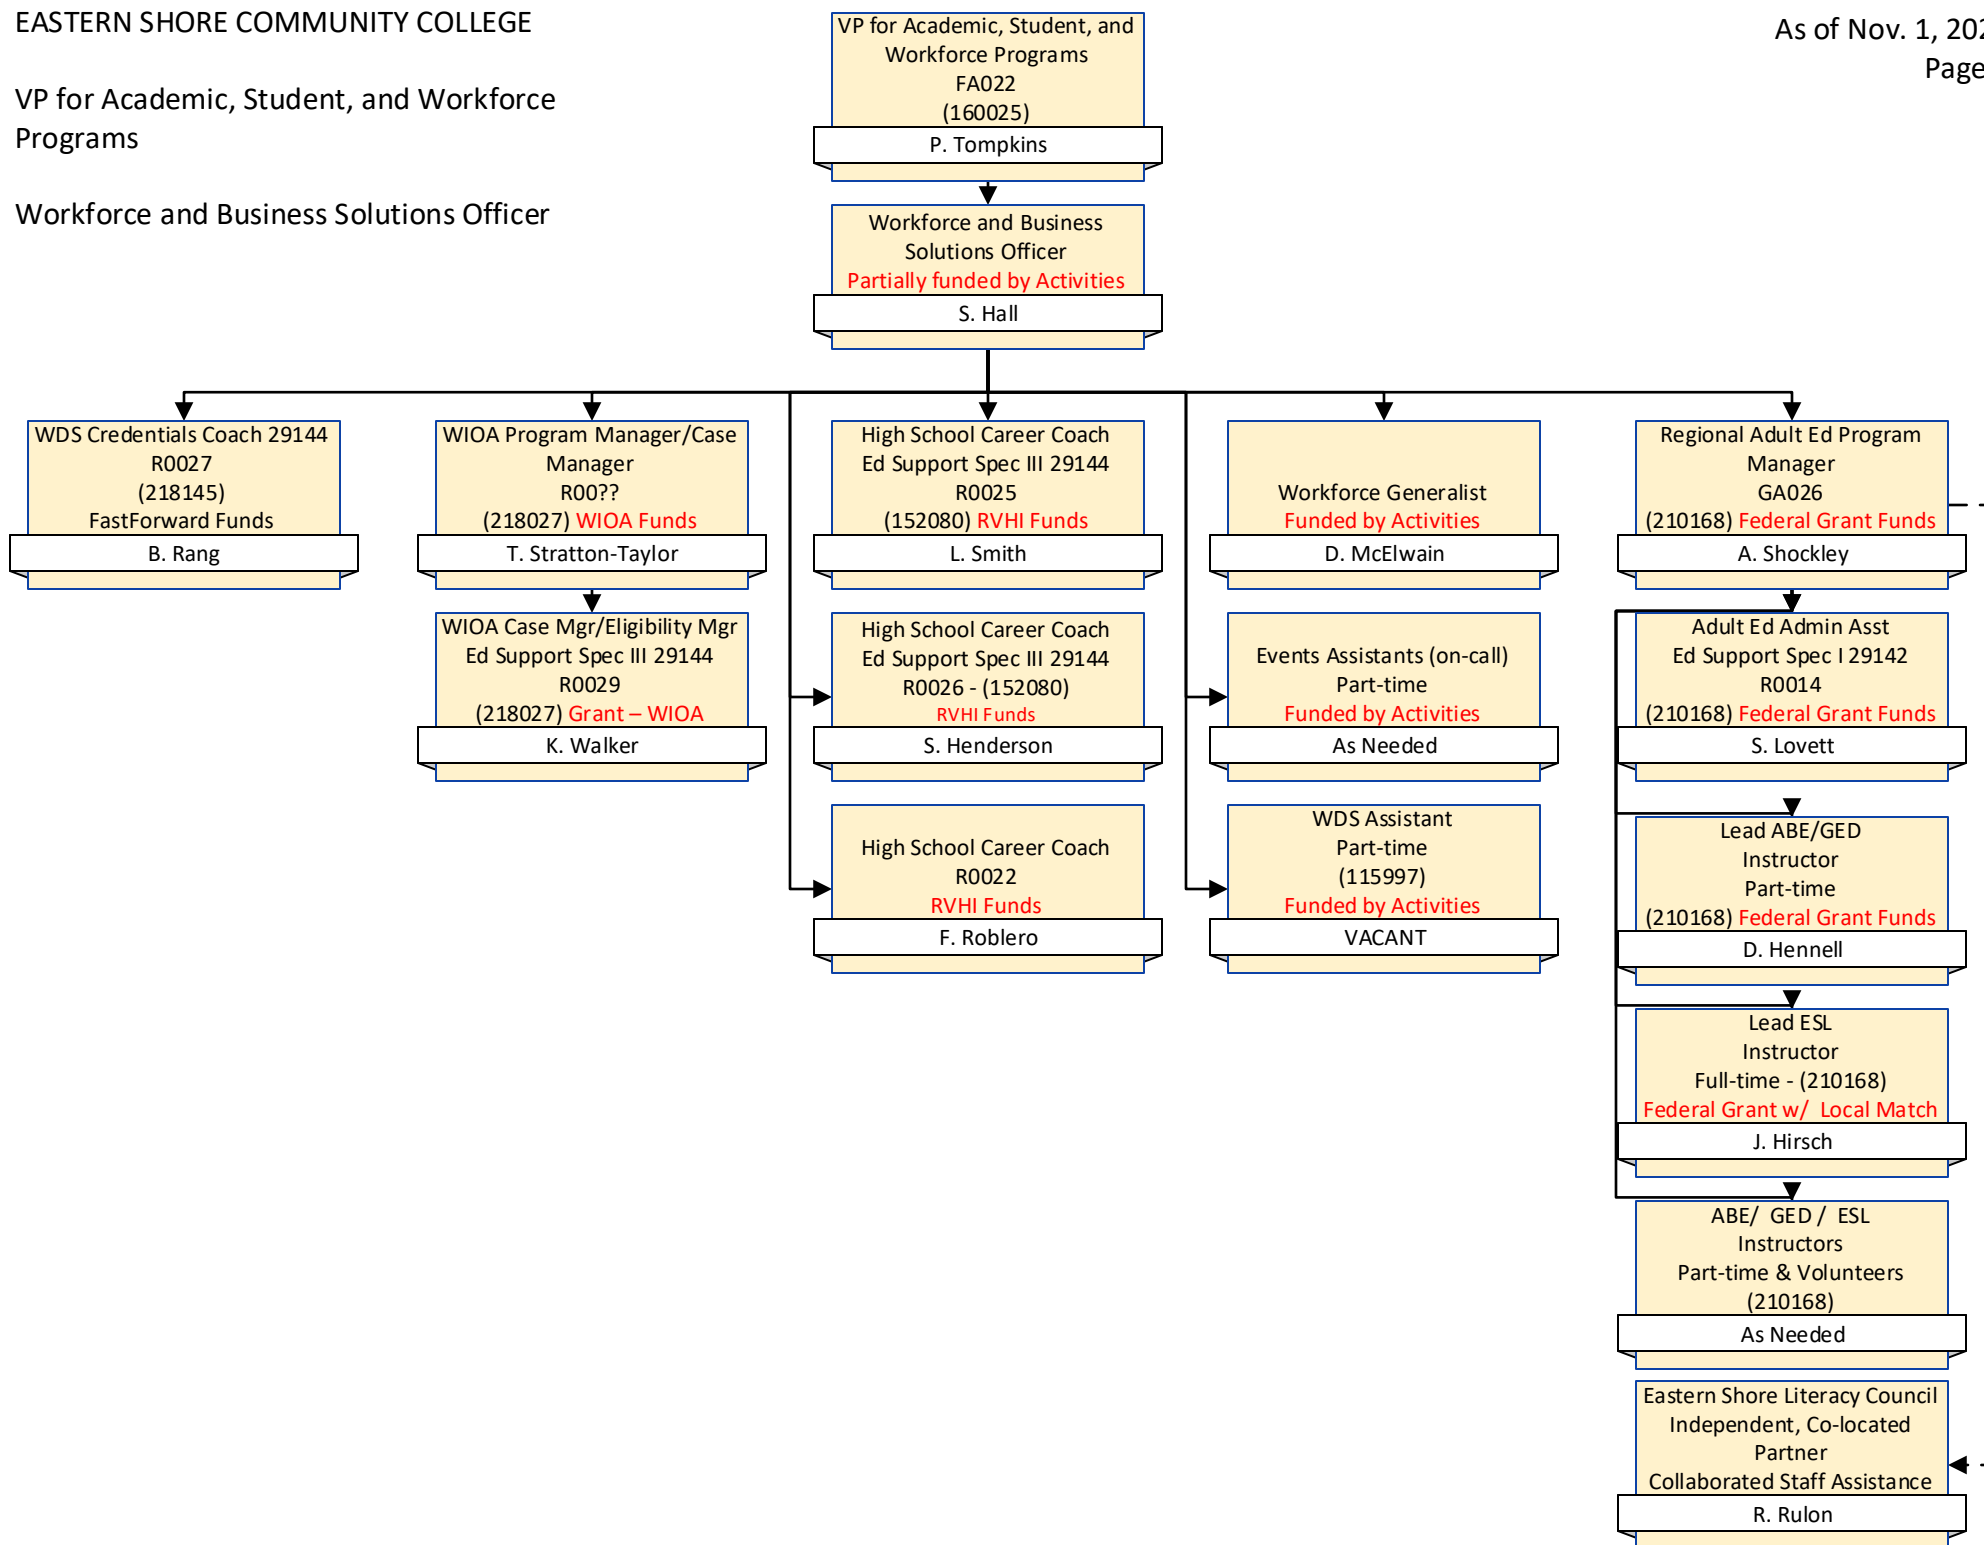 EASTERN SHORE COMMUNITY COLLEGE
VP for Academic, Student, and Workforce
Programs
Workforce and Business Solutions Officer
As of Nov. 1,
Page
VP for Academic, Student, and
Workforce Programs
FA022
(160025)
P. Tompkins
Workforce and Business
Solutions Officer
Partially funded by Activities
S. Hall
WDS Credentials Coach 29144
R0027
(218145)
FastForward Funds
B. Rang
WIOA Program Manager/Case
Manager
R00??
(218027) WIOA Funds
T. Stratton-Taylor
WIOA Case Mgr/Eligibility Mgr
Ed Support Spec III 29144
R0029
(218027) Grant – WIOA
K. Walker
High School Career Coach
Ed Support Spec III 29144
R0025
(152080) RVHI Funds
L. Smith
High School Career Coach
Ed Support Spec III 29144
R0026 - (152080)
RVHI Funds
S. Henderson
High School Career Coach
R0022
RVHI Funds
F. Roblero
Workforce Generalist
Funded by Activities
D. McElwain
Events Assistants (on-call)
Part-time
Funded by Activities
As Needed
WDS Assistant
Part-time
(115997)
Funded by Activities
VACANT
Regional Adult Ed Program
Manager
GA026
(210168) Federal Grant Funds
A. Shockley
Adult Ed Admin Asst
Ed Support Spec I 29142
R0014
(210168) Federal Grant Funds
S. Lovett
Lead ABE/GED
Instructor
Part-time
(210168) Federal Grant Funds
D. Hennell
Lead ESL
Instructor
Full-time - (210168)
Federal Grant w/ Local Match
J. Hirsch
ABE/ GED / ESL
Instructors
Part-time & Volunteers
(210168)
As Needed
Eastern Shore Literacy Council
Independent, Co-located
Partner
Collaborated Staff Assistance
R. Rulon